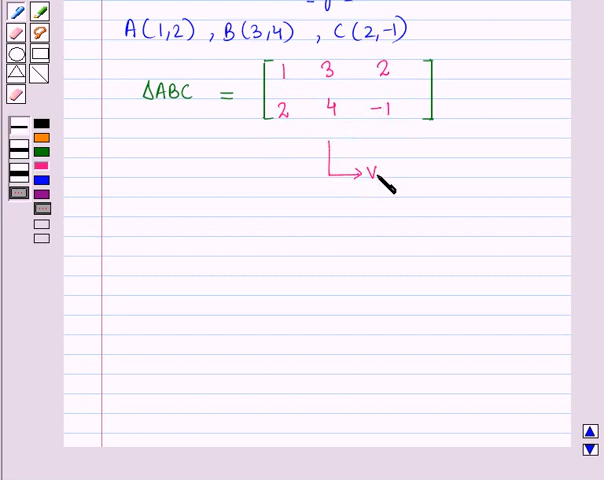 A(1,2) , B(3,4) , C(2,-1)
ΔABC = [ 1 3 2
2 4 -1 ]
V